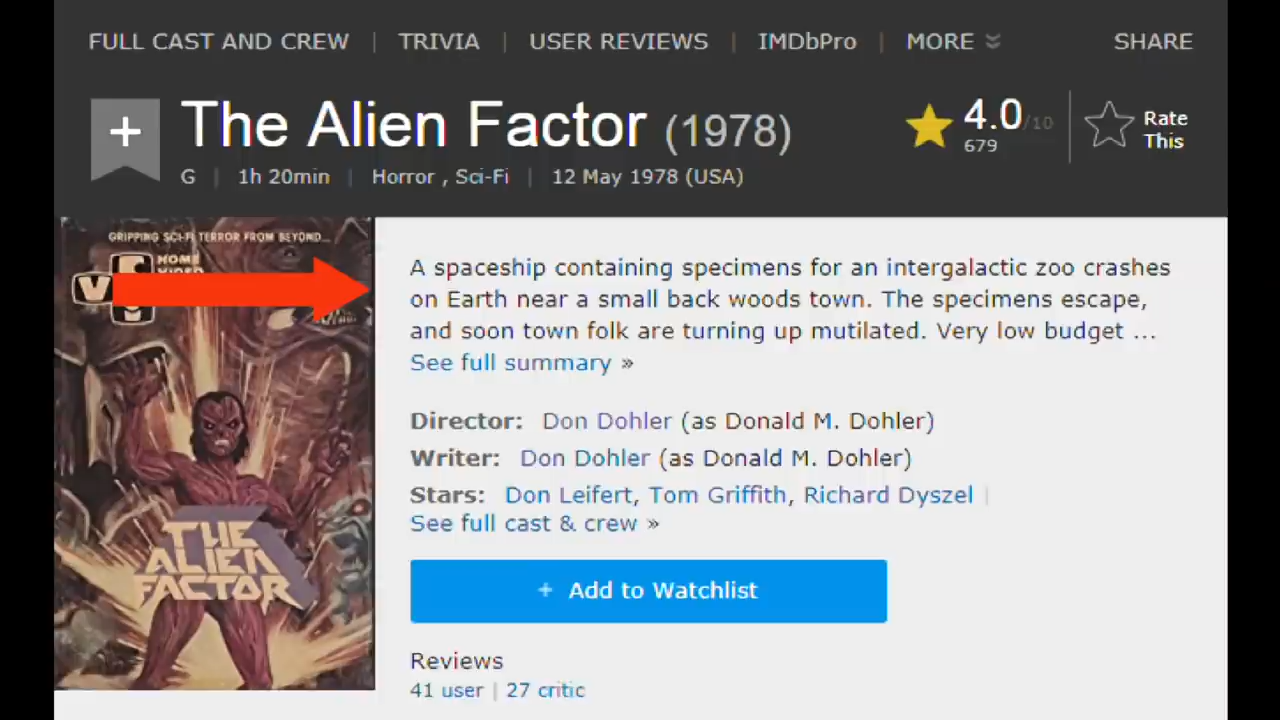 FULL CAST AND CREW | TRIVIA | USER REVIEWS | IMDbPro | MORE SHARE
+ The Alien Factor (1978)
4.0/10
679
Rate
This
G | 1h 20min | Horror , Sci-Fi | 12 May 1978 (USA)
GRIPPING SCI-FI TERROR FROM BEYOND...
HOME
VIDEO
V
THE
ALIEN
FACTOR
A spaceship containing specimens for an intergalactic zoo crashes
on Earth near a small back woods town. The specimens escape,
and soon town folk are turning up mutilated. Very low budget ...
See full summary »
Director: Don Dohler (as Donald M. Dohler)
Writer: Don Dohler (as Donald M. Dohler)
Stars: Don Leifert, Tom Griffith, Richard Dyszel |
See full cast & crew »
+ Add to Watchlist
Reviews
41 user | 27 critic